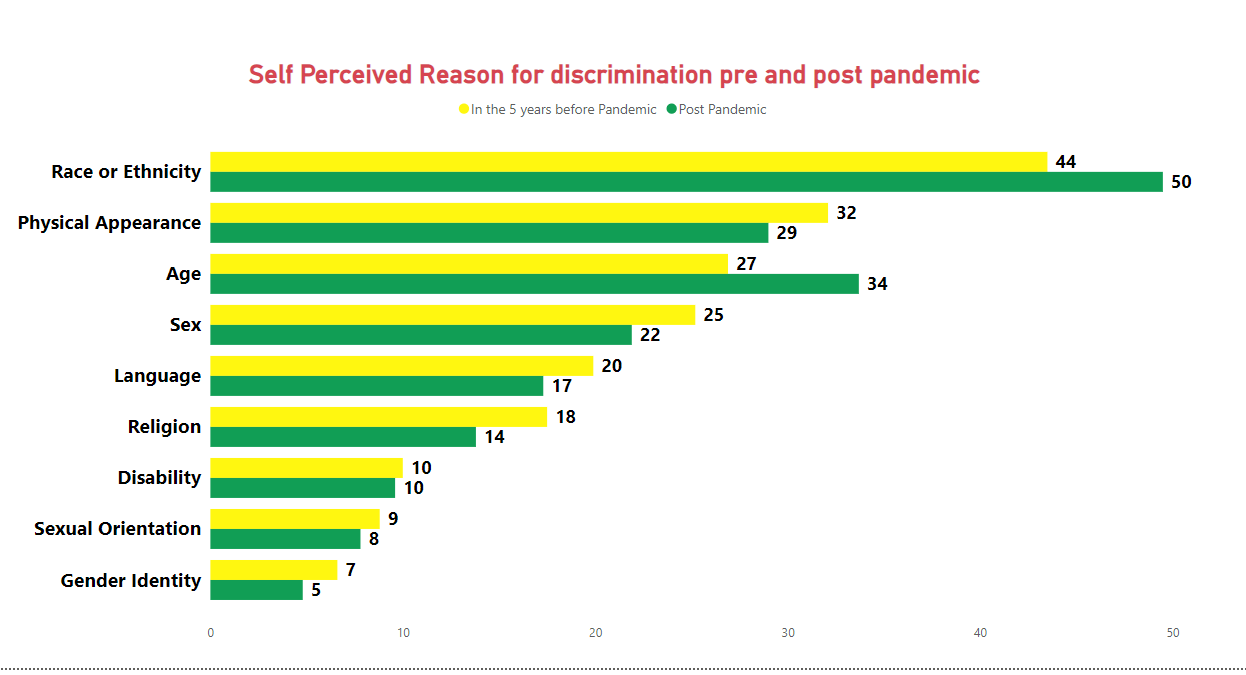 Self Perceived Reason for discrimination pre and post pandemic
In the 5 years before Pandemic Post Pandemic
Race or Ethnicity 44
50
Physical Appearance 32
29
Age 27
34
Sex 25
22
Language 20
17
Religion 18
14
Disability 10
10
Sexual Orientation 9
8
Gender Identity 7
5
0 10 20 30 40 50